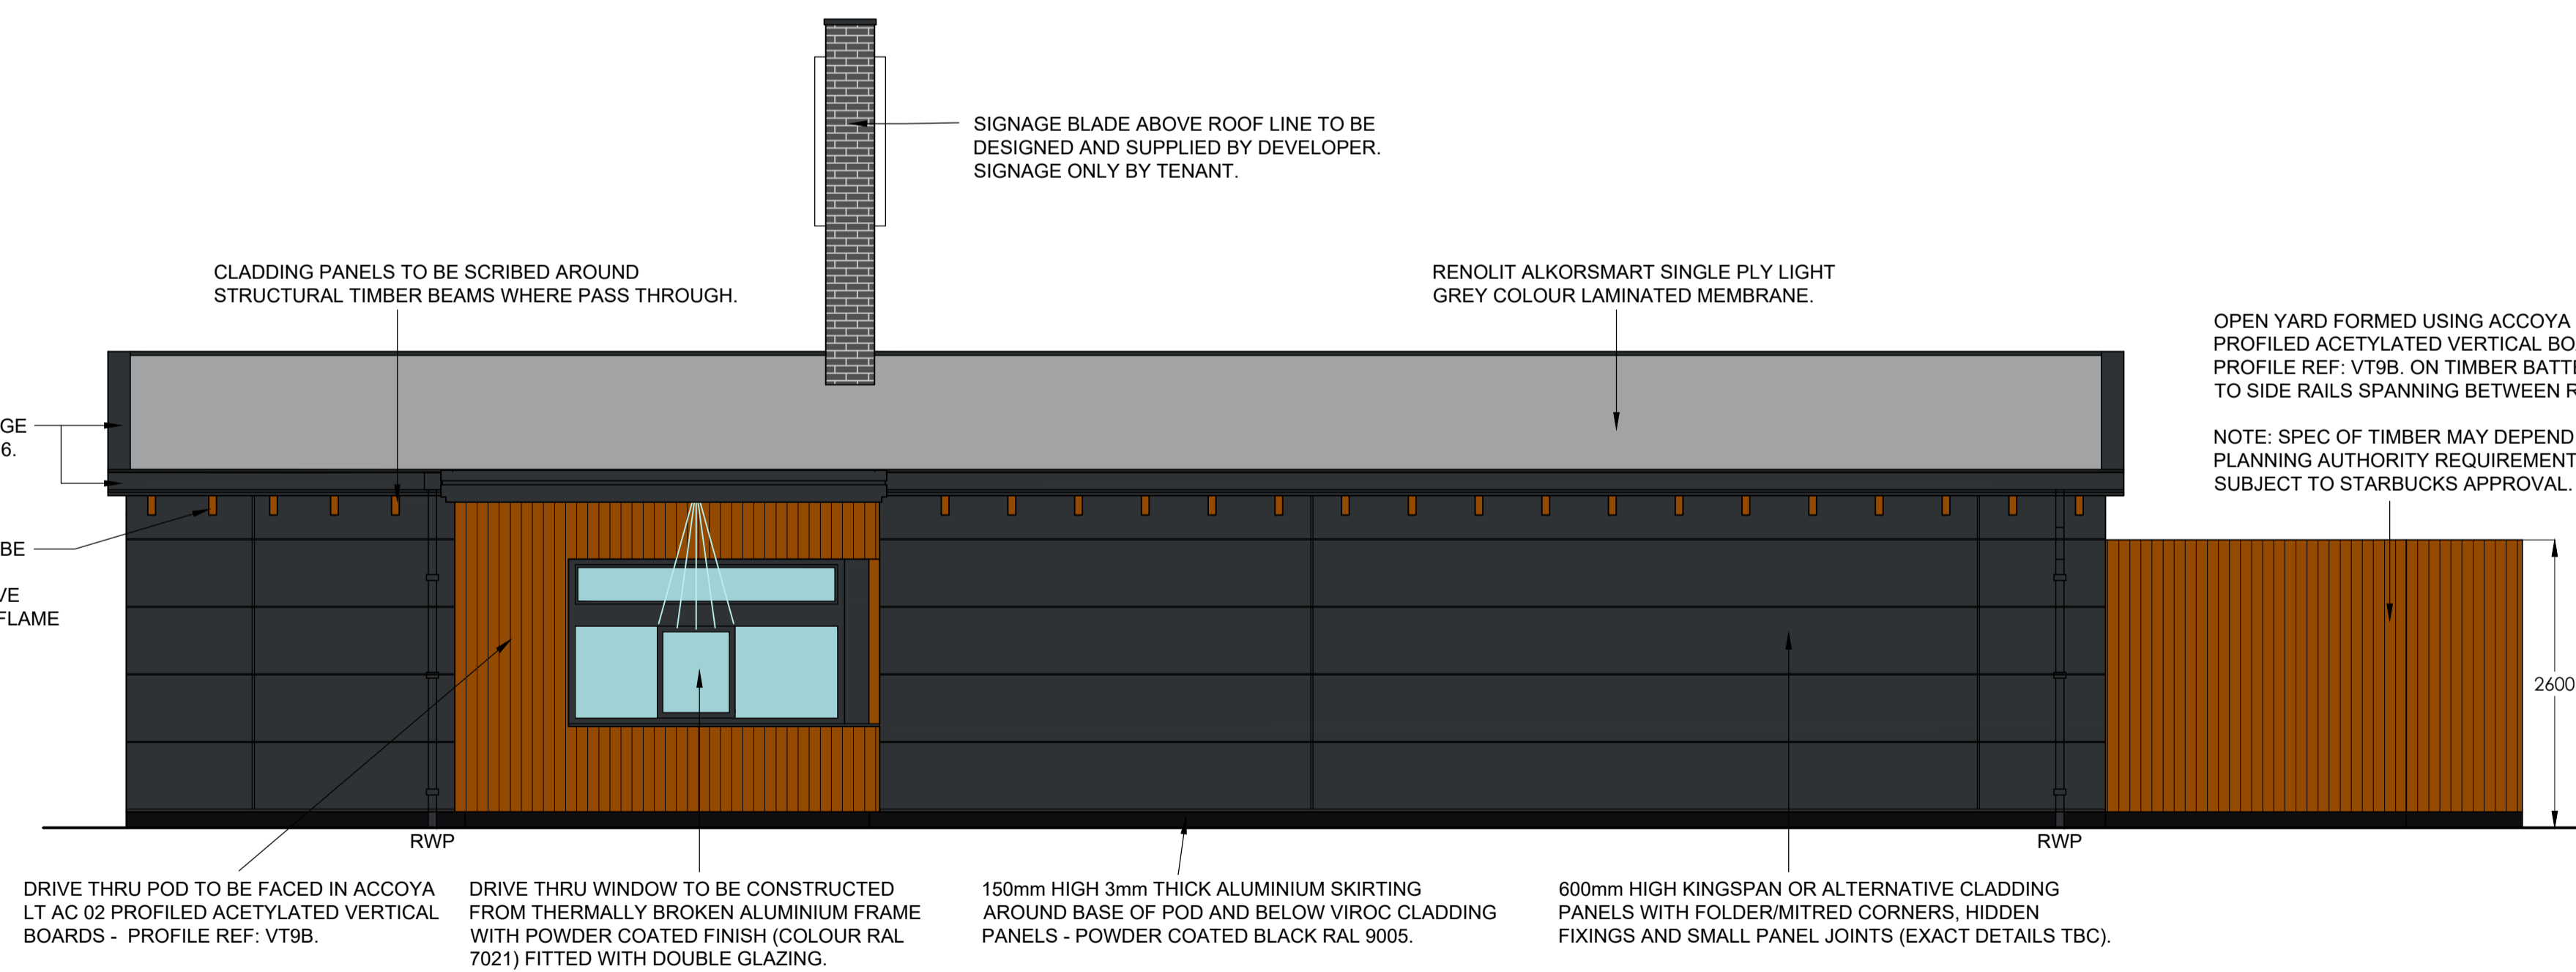 SIGNAGE BLADE ABOVE ROOF LINE TO BE
DESIGNED AND SUPPLIED BY DEVELOPER.
SIGNAGE ONLY BY TENANT.
CLADDING PANELS TO BE SCRIBED AROUND
STRUCTURAL TIMBER BEAMS WHERE PASS THROUGH.
RENOLIT ALKORSMART SINGLE PLY LIGHT
GREY COLOUR LAMINATED MEMBRANE.
OPEN YARD FORMED USING ACCOYA
PROFILED ACETYLATED VERTICAL BOA
PROFILE REF: VT9B. ON TIMBER BATTE
TO SIDE RAILS SPANNING BETWEEN R
NOTE: SPEC OF TIMBER MAY DEPEND
PLANNING AUTHORITY REQUIREMENT
SUBJECT TO STARBUCKS APPROVAL.
GE
6.
BE
VE
FLAME
2600
RWP
RWP
DRIVE THRU POD TO BE FACED IN ACCOYA
LT AC 02 PROFILED ACETYLATED VERTICAL
BOARDS - PROFILE REF: VT9B.
DRIVE THRU WINDOW TO BE CONSTRUCTED
FROM THERMALLY BROKEN ALUMINIUM FRAME
WITH POWDER COATED FINISH (COLOUR RAL
7021) FITTED WITH DOUBLE GLAZING.
150mm HIGH 3mm THICK ALUMINIUM SKIRTING
AROUND BASE OF POD AND BELOW VIROC CLADDING
PANELS - POWDER COATED BLACK RAL 9005.
600mm HIGH KINGSPAN OR ALTERNATIVE CLADDING
PANELS WITH FOLDER/MITRED CORNERS, HIDDEN
FIXINGS AND SMALL PANEL JOINTS (EXACT DETAILS TBC).